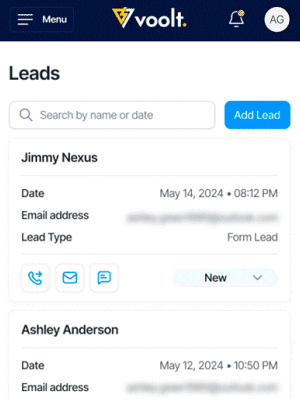 Menu
voolt.
AG
Leads
Search by name or date
Add Lead
Jimmy Nexus
Date May 14, 2024 • 08:12 PM
Email address
Lead Type Form Lead
New
Ashley Anderson
Date May 12, 2024 • 10:50 PM
Email address